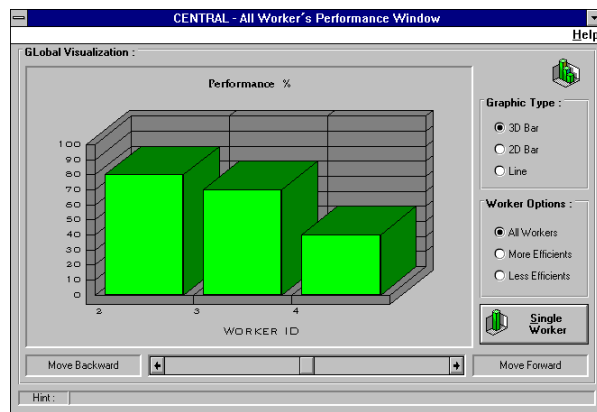 CENTRAL - All Worker´s Performance Window
Help
GLobal Visualization :
Performance %
100
90
80
70
60
50
40
30
20
10
0
2 3 4
WORKER ID
Graphic Type :
3D Bar
2D Bar
Line
Worker Options :
All Workers
More Efficients
Less Efficients
Single
Worker
Move Backward
Move Forward
Hint :